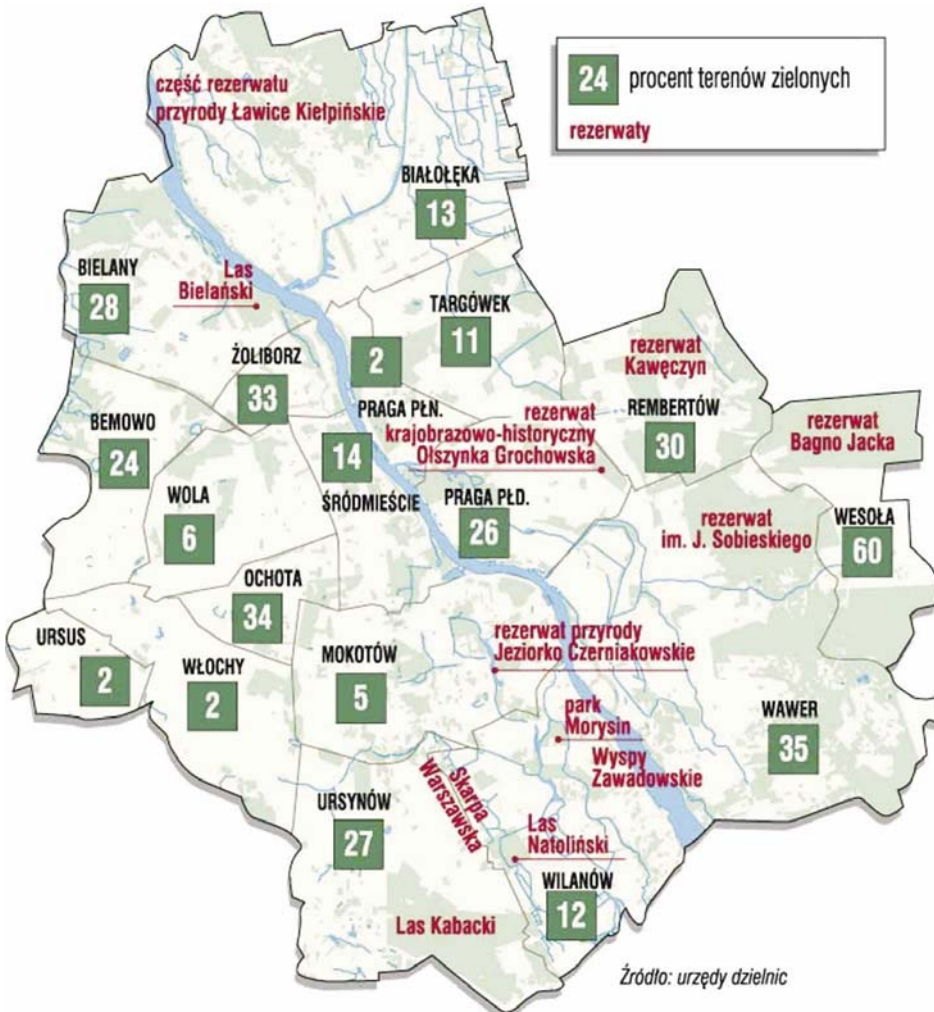 24 procent terenów zielonych
rezerwaty
część rezerwatu
przyrody Ławice Kiełpińskie
BIAŁOŁĘKA
13
BIELANY
28
Las
Bielański
TARGÓWEK
11
ŻOLIBORZ
33
2
PRAGA PŁN.
rezerwat
Kawęczyn
REMBERTÓW
30
rezerwat
krajobrazowo-historyczny
Olszynka Grochowska
rezerwat
Bagno Jacka
BEMOWO
24
14
ŚRÓDMIEŚCIE
WOLA
6
PRAGA PŁD.
26
rezerwat
im. J. Sobieskiego
WESOŁA
60
OCHOTA
34
URSUS
2
WŁOCHY
2
MOKOTÓW
5
rezerwat przyrody
Jeziorko Czerniakowskie
park
Morysin
Wyspy
Zawadowskie
WAWER
35
Skarpa
Warszawska
URSYNÓW
27
Las
Natoliński
WILANÓW
12
Las Kabacki
Źródło: urzędy dzielnic